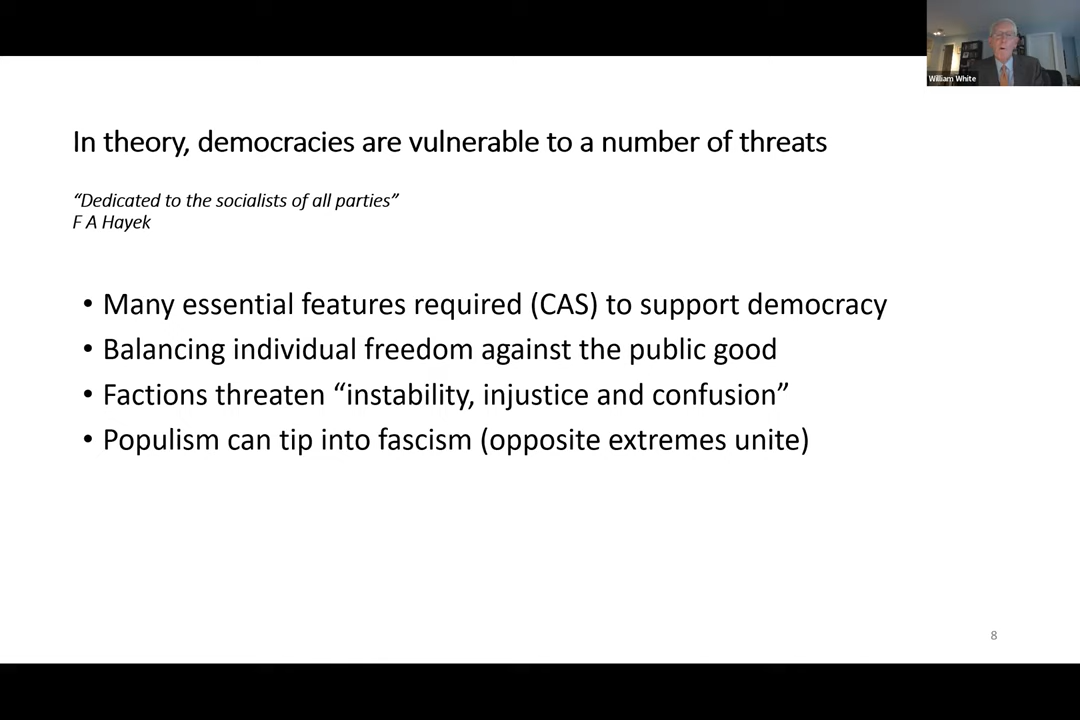 William White
In theory, democracies are vulnerable to a number of threats
“Dedicated to the socialists of all parties”
F A Hayek
• Many essential features required (CAS) to support democracy
• Balancing individual freedom against the public good
• Factions threaten “instability, injustice and confusion”
• Populism can tip into fascism (opposite extremes unite)
8